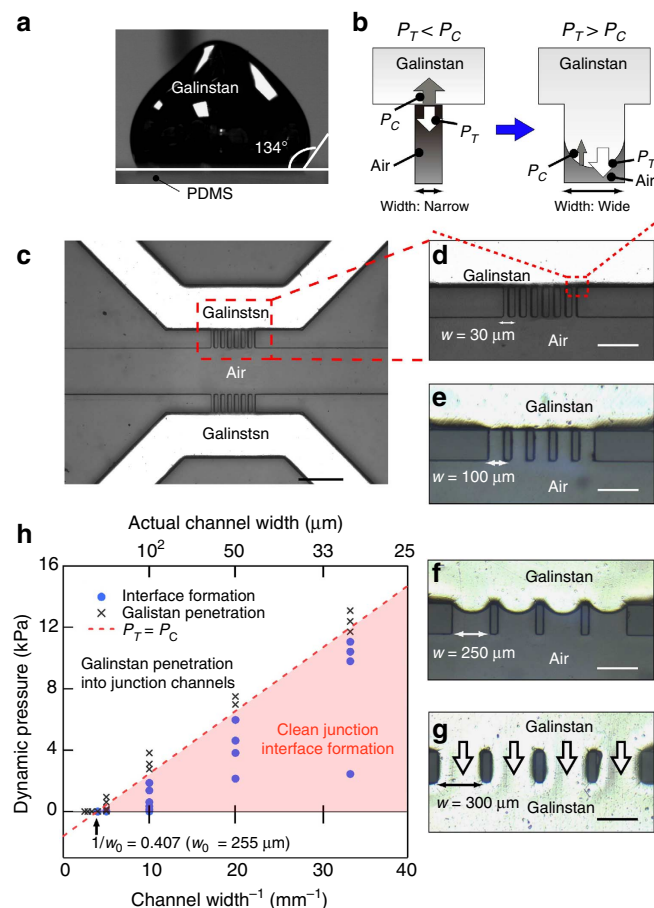 a
Galinstan
134°
PDMS
b
P_T < P_C
P_T > P_C
Galinstan
Galinstan
P_C
P_T
Air
P_C
P_T
Air
Width: Narrow
Width: Wide
c
Galinstsn
Air
Galinstsn
d
Galinstan
w = 30 μm
Air
e
Galinstan
w = 100 μm
Air
f
Galinstan
w = 250 μm
Air
g
Galinstan
w = 300 μm
Galinstan
h
Actual channel width (μm)
10² 50 33 25
16
12
8
4
0
Dynamic pressure (kPa)
Interface formation
Galistan penetration
P_T = P_C
Galinstan penetration
into junction channels
Clean junction
interface formation
1/w₀ = 0.407 (w₀ = 255 μm)
0 10 20 30 40
Channel width⁻¹ (mm⁻¹)